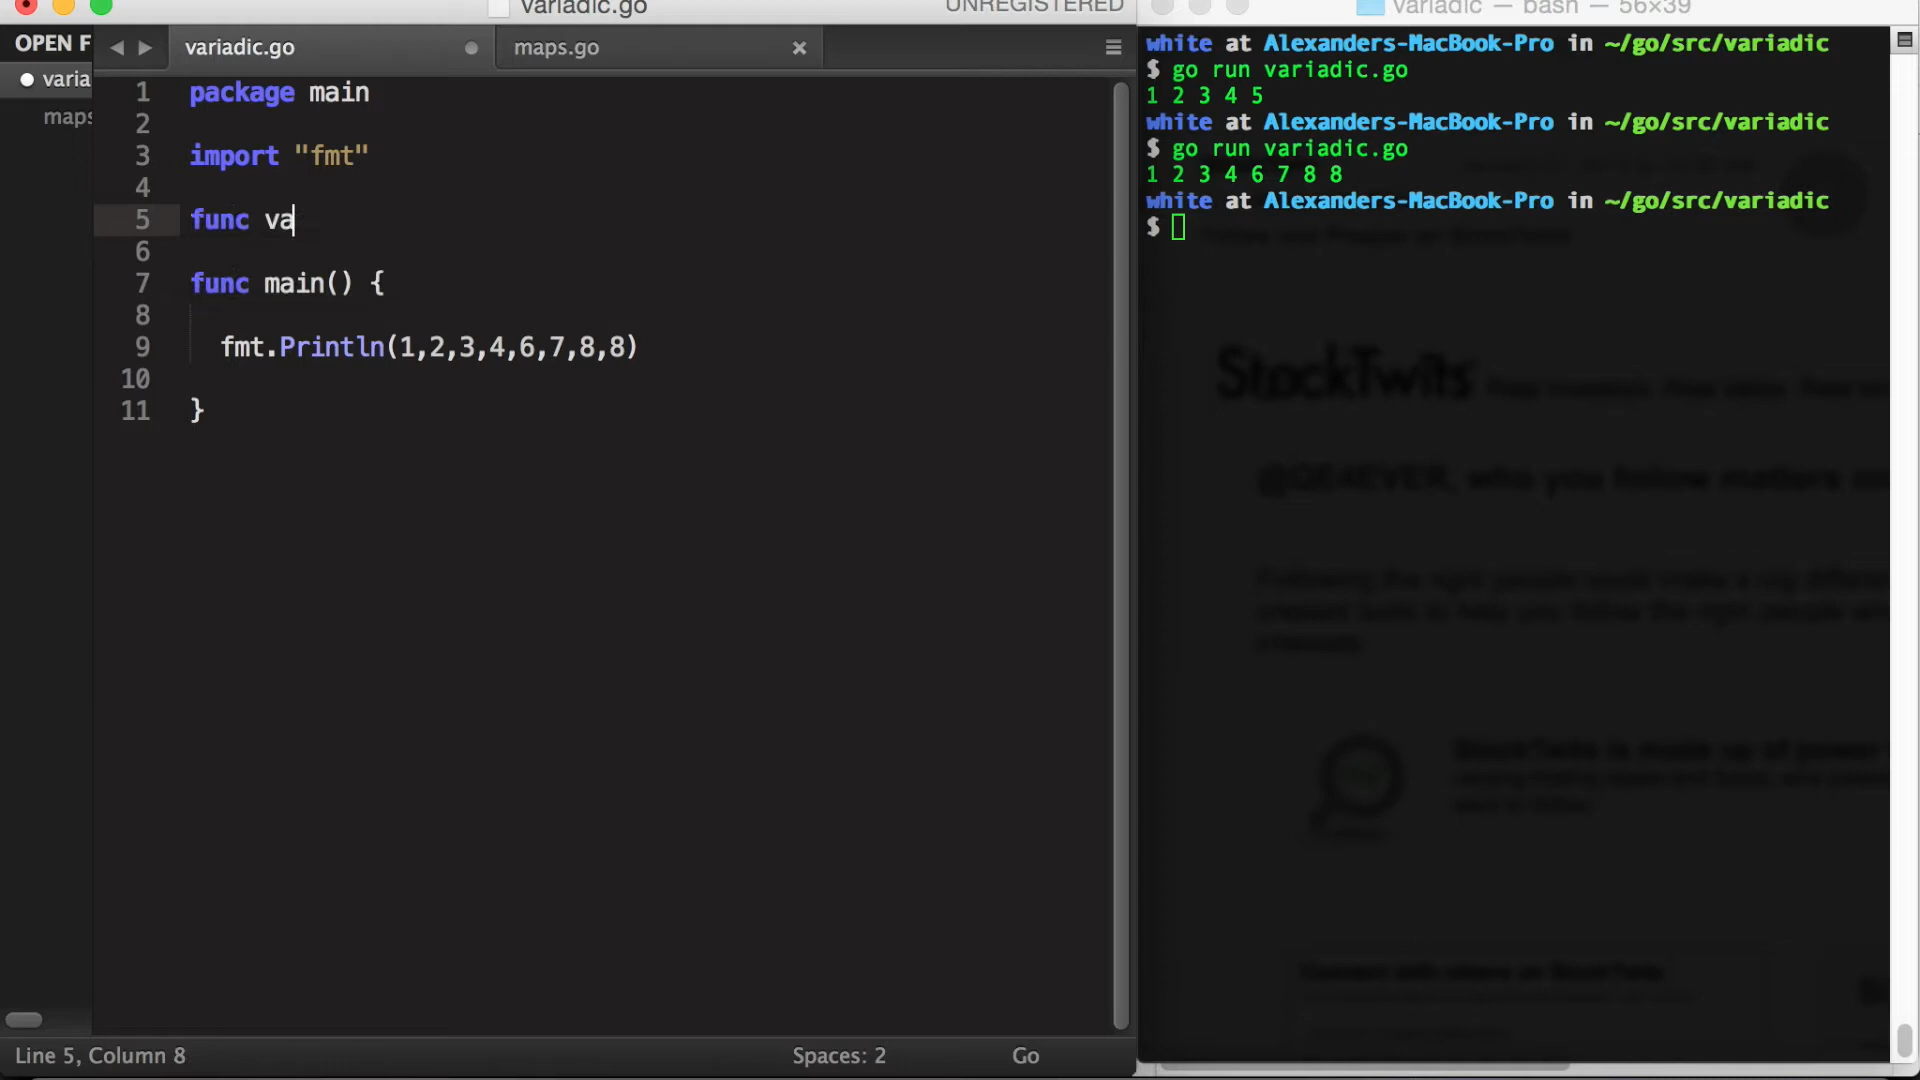 variadic.go
UNREGISTERED
OPEN F
variadic.go
maps.go
varia
maps
1 package main
2
3 import "fmt"
4
5 func va
6
7 func main() {
8
9 fmt.Println(1,2,3,4,6,7,8,8)
10
11 }
Line 5, Column 8
Spaces: 2
Go
variadic — bash — 56×39
white at Alexanders-MacBook-Pro in ~/go/src/variadic
$ go run variadic.go
1 2 3 4 5
white at Alexanders-MacBook-Pro in ~/go/src/variadic
$ go run variadic.go
1 2 3 4 6 7 8 8
white at Alexanders-MacBook-Pro in ~/go/src/variadic
$
StockTwits
@QE4EVER, who you follow matters